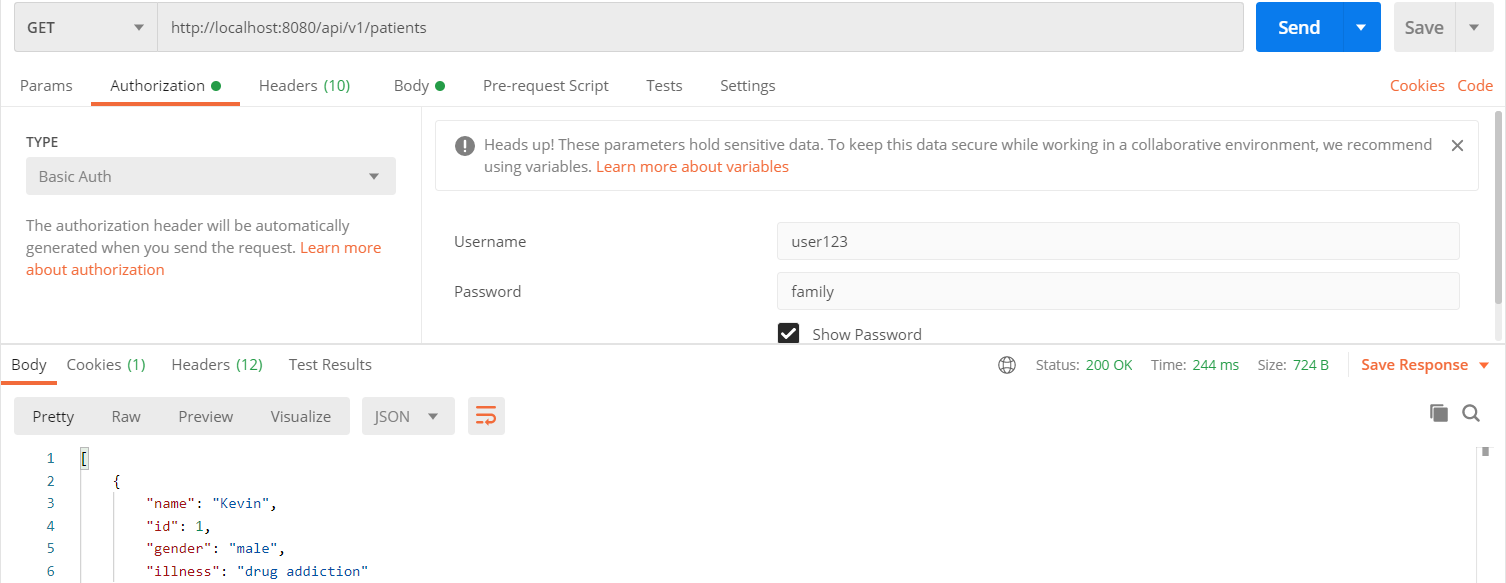 GET http://localhost:8080/api/v1/patients Send Save
Params Authorization Headers (10) Body Pre-request Script Tests Settings Cookies Code
TYPE
Basic Auth
The authorization header will be automatically
generated when you send the request. Learn more
about authorization
Heads up! These parameters hold sensitive data. To keep this data secure while working in a collaborative environment, we recommend
using variables. Learn more about variables
Username user123
Password family
Show Password
Body Cookies (1) Headers (12) Test Results Status: 200 OK Time: 244 ms Size: 724 B Save Response
Pretty Raw Preview Visualize JSON
1 [
2 {
3 "name": "Kevin",
4 "id": 1,
5 "gender": "male",
6 "illness": "drug addiction"